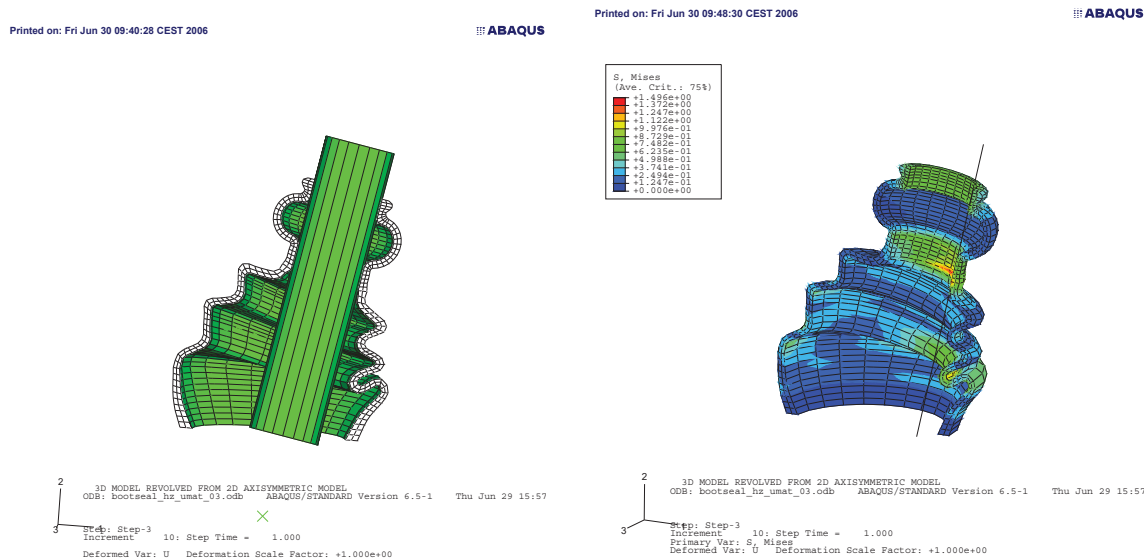 Printed on: Fri Jun 30 09:40:28 CEST 2006
ABAQUS
2
3
3D MODEL REVOLVED FROM 2D AXISYMMETRIC MODEL
ODB: bootseal_hz_umat_03.odb ABAQUS/STANDARD Version 6.5-1 Thu Jun 29 15:57
Step: Step-3
Increment 10: Step Time = 1.000
Deformed Var: U Deformation Scale Factor: +1.000e+00
Printed on: Fri Jun 30 09:48:30 CEST 2006
ABAQUS
S, Mises
(Ave. Crit.: 75%)
+1.496e+00
+1.372e+00
+1.247e+00
+1.122e+00
+9.976e-01
+8.729e-01
+7.482e-01
+6.235e-01
+4.988e-01
+3.741e-01
+2.494e-01
+1.247e-01
+0.000e+00
2
3
3D MODEL REVOLVED FROM 2D AXISYMMETRIC MODEL
ODB: bootseal_hz_umat_03.odb ABAQUS/STANDARD Version 6.5-1 Thu Jun 29 15:57
Step: Step-3
Increment 10: Step Time = 1.000
Primary Var: S, Mises
Deformed Var: U Deformation Scale Factor: +1.000e+00